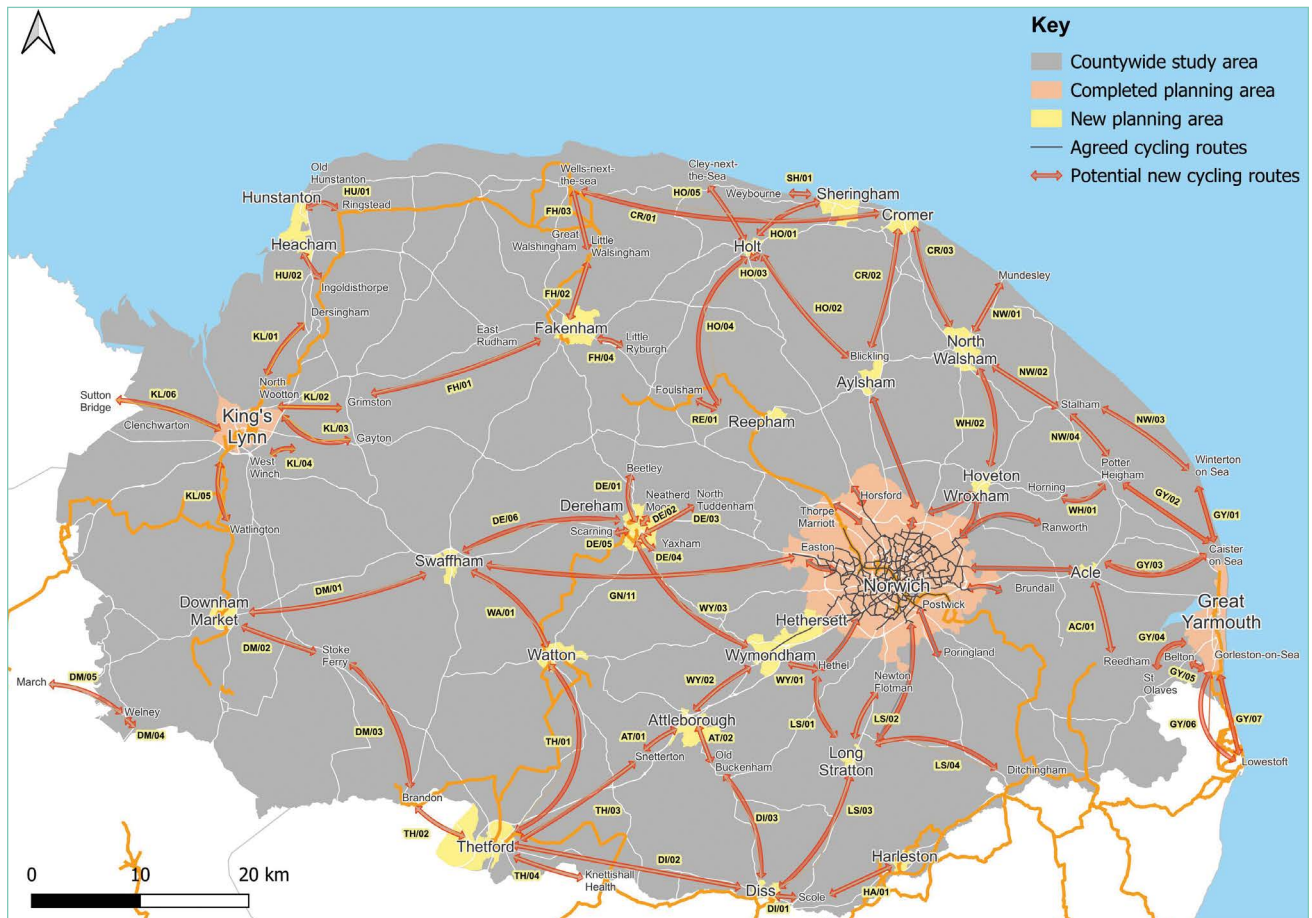 Key
Countywide study area
Completed planning area
New planning area
Agreed cycling routes
Potential new cycling routes
Old
Hunstanton
HU/01
Hunstanton
Ringstead
Heacham
HU/02
Ingoldisthorpe
Dersingham
KL/01
North
Wootton
KL/02
Grimston
KL/06
Sutton
Bridge
Clenchwarton
King's
Lynn
KL/03
Gayton
KL/04
West
Winch
KL/05
Watlington
Wells-next-
the-sea
FH/03
Great
Walshingham
Little
Walsingham
FH/02
Fakenham
East
Rudham
Little
Ryburgh
FH/04
FH/01
CR/01
Cley-next-
the-Sea
HO/05
Weybourne
SH/01
Sheringham
HO/01
Holt
HO/03
HO/02
HO/04
Cromer
CR/03
CR/02
Mundesley
NW/01
North
Walsham
NW/02
Blickling
Aylsham
Foulsham
RE/01
Reepham
Stalham
NW/03
NW/04
WH/02
Hoveton
Wroxham
Horning
Potter
Heigham
Winterton
on Sea
WH/01
GY/02
GY/01
Ranworth
Caister
on Sea
GY/03
Beetley
DE/01
Neatherd
Moor
North
Tuddenham
DE/02
DE/03
Dereham
DE/06
Scarning
DE/05
Yaxham
DE/04
Horsford
Thorpe
Marriott
Easton
Norwich
Postwick
Brundall
Acle
AC/01
Reedham
Great
Yarmouth
GY/04
Belton
Gorleston-on-Sea
GY/05
St
Olaves
GY/06
GY/07
Lowestoft
Swaffham
DM/01
Downham
Market
DM/02
Stoke
Ferry
WA/01
GN/11
WY/03
Hethersett
Watton
Wymondham
Hethel
WY/01
WY/02
Poringland
Newton
Flotman
March
DM/05
Welney
DM/04
DM/03
Attleborough
AT/01
AT/02
Snetterton
Old
Buckenham
LS/01
LS/02
Long
Stratton
LS/04
Ditchingham
TH/01
Brandon
TH/02
Thetford
TH/03
DI/03
LS/03
DI/02
TH/04
Knettishall
Health
Harleston
Diss
Scole
DI/01
HA/01
0
10
20 km